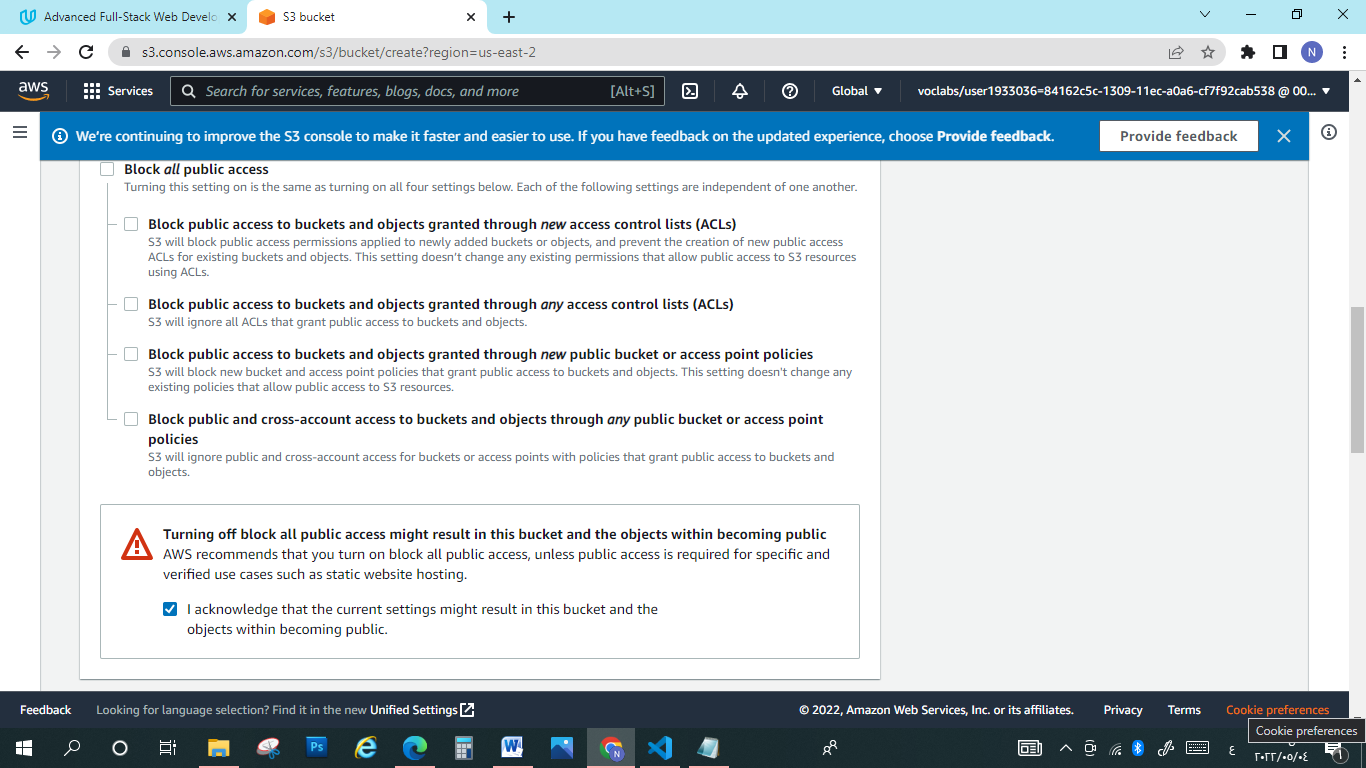 Advanced Full-Stack Web Develo
S3 bucket
s3.console.aws.amazon.com/s3/bucket/create?region=us-east-2
N
aws
Services
Search for services, features, blogs, docs, and more
[Alt+S]
Global
voclabs/user1933036=84162c5c-1309-11ec-a0a6-cf7f92cab538 @ 00...
We're continuing to improve the S3 console to make it faster and easier to use. If you have feedback on the updated experience, choose Provide feedback.
Provide feedback
Block all public access
Turning this setting on is the same as turning on all four settings below. Each of the following settings are independent of one another.
Block public access to buckets and objects granted through new access control lists (ACLs)
S3 will block public access permissions applied to newly added buckets or objects, and prevent the creation of new public access
ACLs for existing buckets and objects. This setting doesn't change any existing permissions that allow public access to S3 resources
using ACLs.
Block public access to buckets and objects granted through any access control lists (ACLs)
S3 will ignore all ACLs that grant public access to buckets and objects.
Block public access to buckets and objects granted through new public bucket or access point policies
S3 will block new bucket and access point policies that grant public access to buckets and objects. This setting doesn't change any
existing policies that allow public access to S3 resources.
Block public and cross-account access to buckets and objects through any public bucket or access point
policies
S3 will ignore public and cross-account access for buckets or access points with policies that grant public access to buckets and
objects.
Turning off block all public access might result in this bucket and the objects within becoming public
AWS recommends that you turn on block all public access, unless public access is required for specific and
verified use cases such as static website hosting.
I acknowledge that the current settings might result in this bucket and the
objects within becoming public.
Feedback
Looking for language selection? Find it in the new Unified Settings
© 2022, Amazon Web Services, Inc. or its affiliates.
Privacy
Terms
Cookie preferences
Cookie preferences
Ps
N
ع
٢٠٢٢/٠٥/٠٤
1